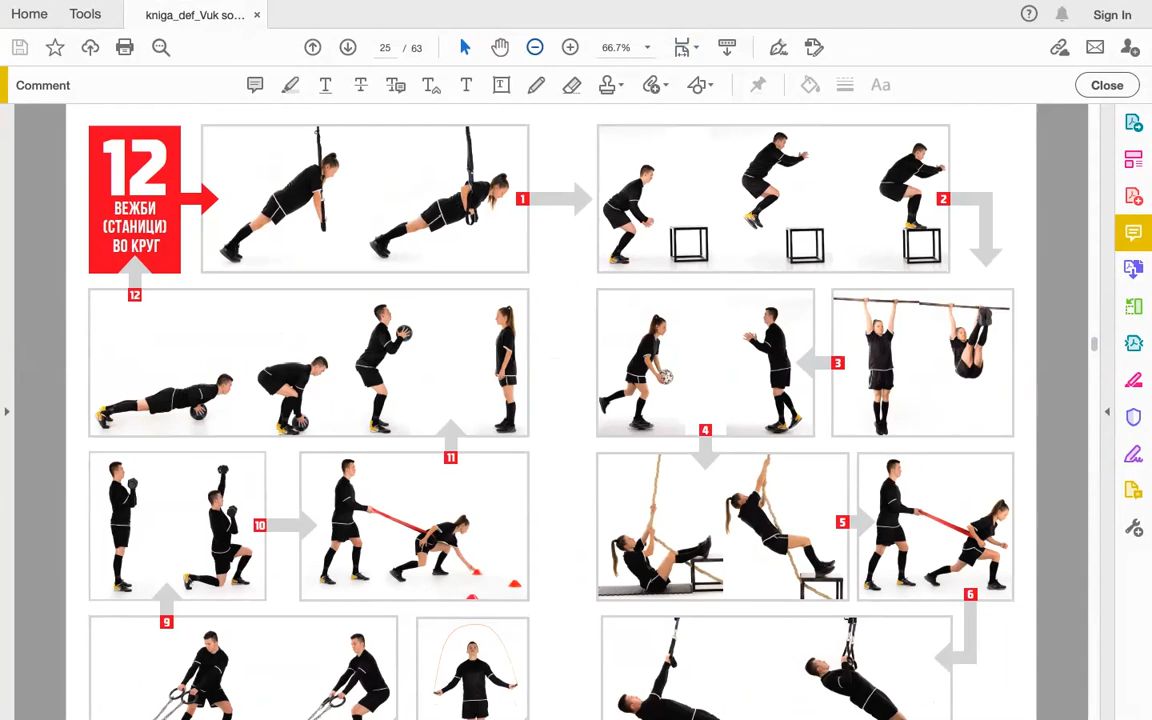 Home
Tools
kniga_def_Vuk so...
×
Sign In
25 / 63
66.7%
Comment
Aa
Close
12
ВЕЖБИ
(СТАНИЦИ)
ВО КРУГ
1
2
12
3
4
11
5
10
6
9